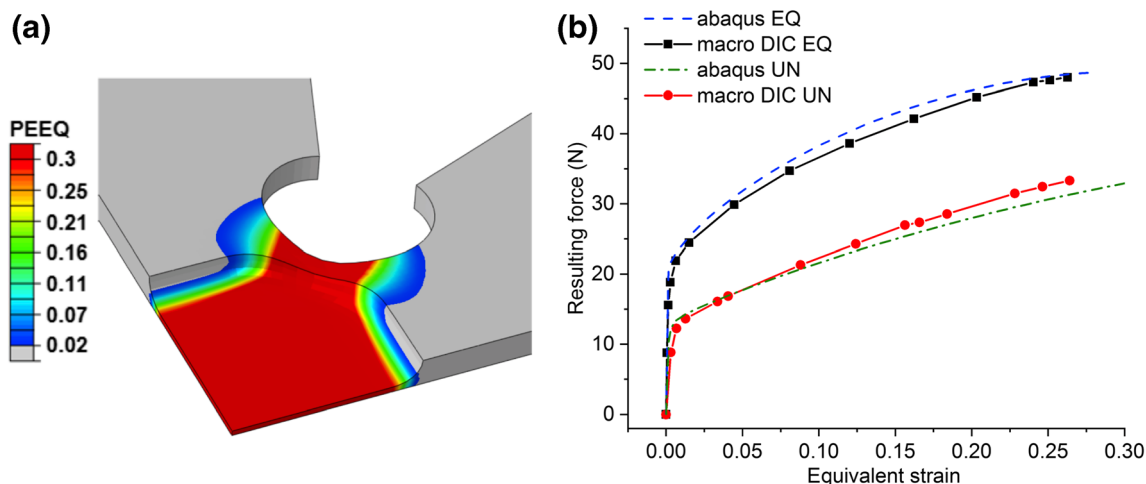 (a)
PEEQ
0.3
0.25
0.21
0.16
0.11
0.07
0.02
(b)
abaqus EQ
macro DIC EQ
abaqus UN
macro DIC UN
Resulting force (N)
50
40
30
20
10
0
0.00 0.05 0.10 0.15 0.20 0.25 0.30
Equivalent strain